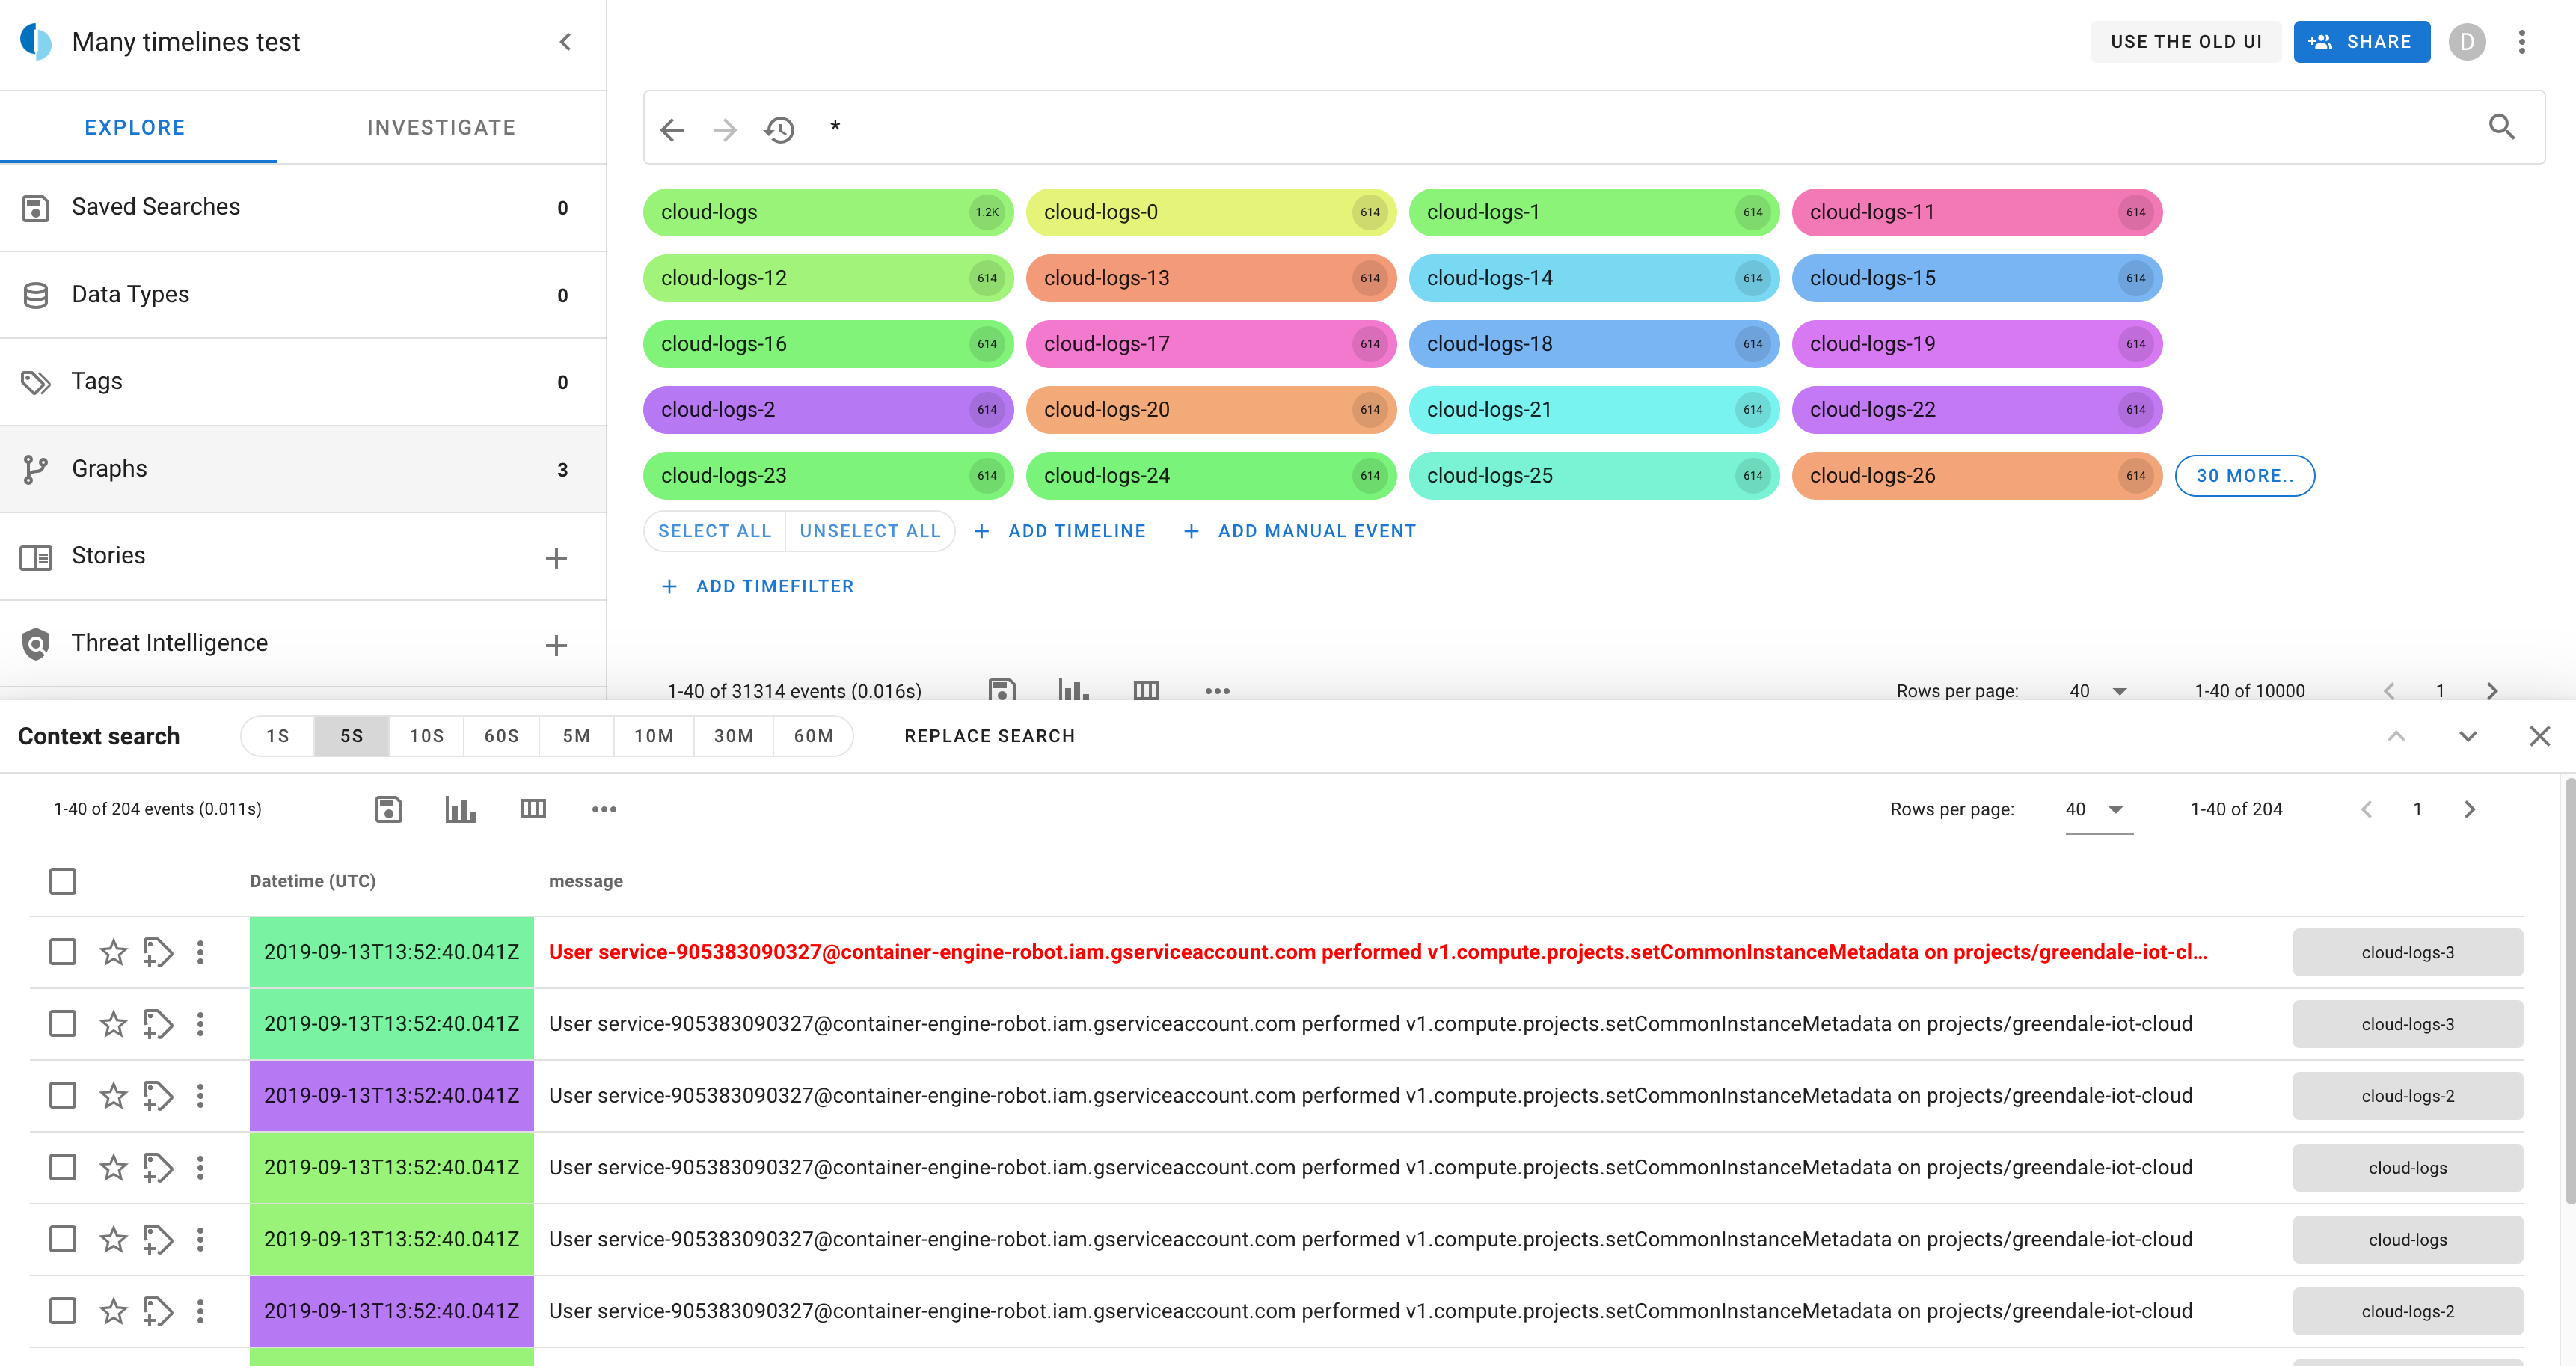 Many timelines test
USE THE OLD UI
SHARE
D
EXPLORE
INVESTIGATE
*
Saved Searches 0
Data Types 0
Tags 0
Graphs 3
Stories
Threat Intelligence
cloud-logs 1.2K
cloud-logs-0 614
cloud-logs-1 614
cloud-logs-11 614
cloud-logs-12 614
cloud-logs-13 614
cloud-logs-14 614
cloud-logs-15 614
cloud-logs-16 614
cloud-logs-17 614
cloud-logs-18 614
cloud-logs-19 614
cloud-logs-2 614
cloud-logs-20 614
cloud-logs-21 614
cloud-logs-22 614
cloud-logs-23 614
cloud-logs-24 614
cloud-logs-25 614
cloud-logs-26 614
30 MORE..
SELECT ALL
UNSELECT ALL
+ ADD TIMELINE
+ ADD MANUAL EVENT
+ ADD TIMEFILTER
1-40 of 31314 events (0.016s)
Rows per page: 40
1-40 of 10000
1
Context search
1S
5S
10S
60S
5M
10M
30M
60M
REPLACE SEARCH
1-40 of 204 events (0.011s)
Rows per page: 40
1-40 of 204
1
Datetime (UTC)
message
2019-09-13T13:52:40.041Z User service-905383090327@container-engine-robot.iam.gserviceaccount.com performed v1.compute.projects.setCommonInstanceMetadata on projects/greendale-iot-cl... cloud-logs-3
2019-09-13T13:52:40.041Z User service-905383090327@container-engine-robot.iam.gserviceaccount.com performed v1.compute.projects.setCommonInstanceMetadata on projects/greendale-iot-cloud cloud-logs-3
2019-09-13T13:52:40.041Z User service-905383090327@container-engine-robot.iam.gserviceaccount.com performed v1.compute.projects.setCommonInstanceMetadata on projects/greendale-iot-cloud cloud-logs-2
2019-09-13T13:52:40.041Z User service-905383090327@container-engine-robot.iam.gserviceaccount.com performed v1.compute.projects.setCommonInstanceMetadata on projects/greendale-iot-cloud cloud-logs
2019-09-13T13:52:40.041Z User service-905383090327@container-engine-robot.iam.gserviceaccount.com performed v1.compute.projects.setCommonInstanceMetadata on projects/greendale-iot-cloud cloud-logs
2019-09-13T13:52:40.041Z User service-905383090327@container-engine-robot.iam.gserviceaccount.com performed v1.compute.projects.setCommonInstanceMetadata on projects/greendale-iot-cloud cloud-logs-2